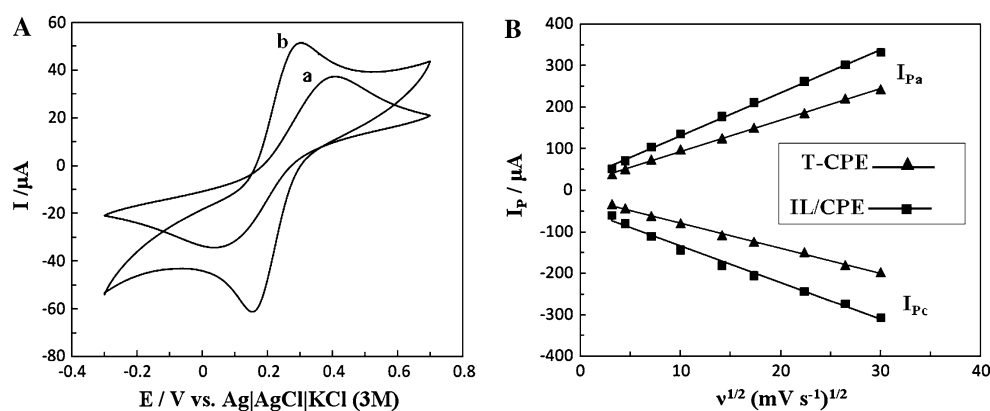 A
60
40
20
0
-20
-40
-60
-80
I /µA
b
a
-0.4
-0.2
0
0.2
0.4
0.6
0.8
E / V vs. Ag|AgCl|KCl (3M)
B
400
300
200
100
0
-100
-200
-300
-400
I_P / µA
I_Pa
T-CPE
IL/CPE
I_Pc
0
10
20
30
40
ν^1/2 (mV s^-1)^1/2